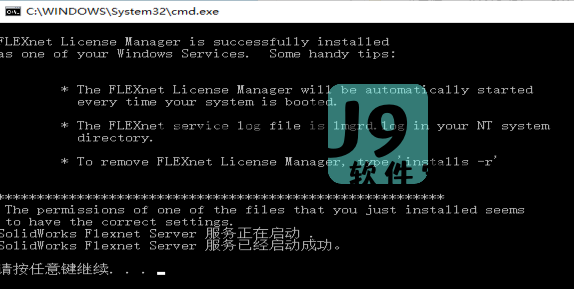 C:\WINDOWS\System32\cmd.exe
FLEXnet License Manager is successfully installed
as one of your Windows Services.  Some handy tips:
* The FLEXnet License Manager will be automatically started
every time your system is booted.
* The FLEXnet service log file is lmgrd.log in your NT system
directory.
* To remove FLEXnet License Manager, type 'installs -r'
J9
软件
*********************************************************
The permissions of one of the files that you just installed seems
to have the correct settings.
SolidWorks Flexnet Server 服务正在启动 .
SolidWorks Flexnet Server 服务已经启动成功。
请按任意键继续. . .